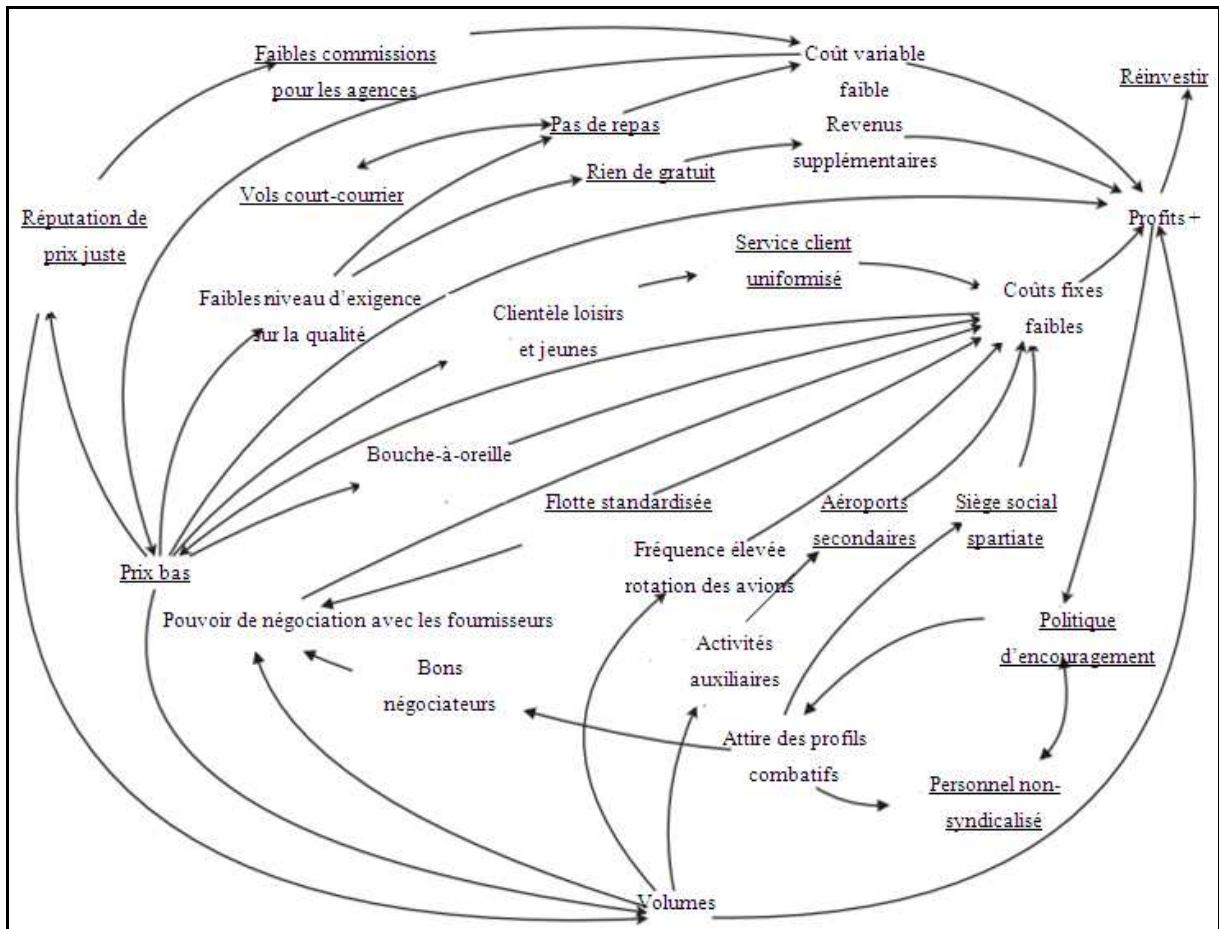 Faibles commissions
pour les agences
Coût variable
faible
Réinvestir
Pas de repas
Revenus
supplémentaires
Rien de gratuit
Vols court-courrier
Réputation de
prix juste
Profits +
Service client
uniformisé
Faibles niveau d'exigence
sur la qualité
Clientèle loisirs
et jeunes
Coûts fixes
faibles
Bouche-à-oreille
Flotte standardisée
Aéroports
secondaires
Siège social
spartiate
Fréquence élevée
rotation des avions
Prix bas
Pouvoir de négociation avec les fournisseurs
Politique
d'encouragement
Activités
auxiliaires
Bons
négociateurs
Attire des profils
combatifs
Personnel non-
syndicalisé
Volumes